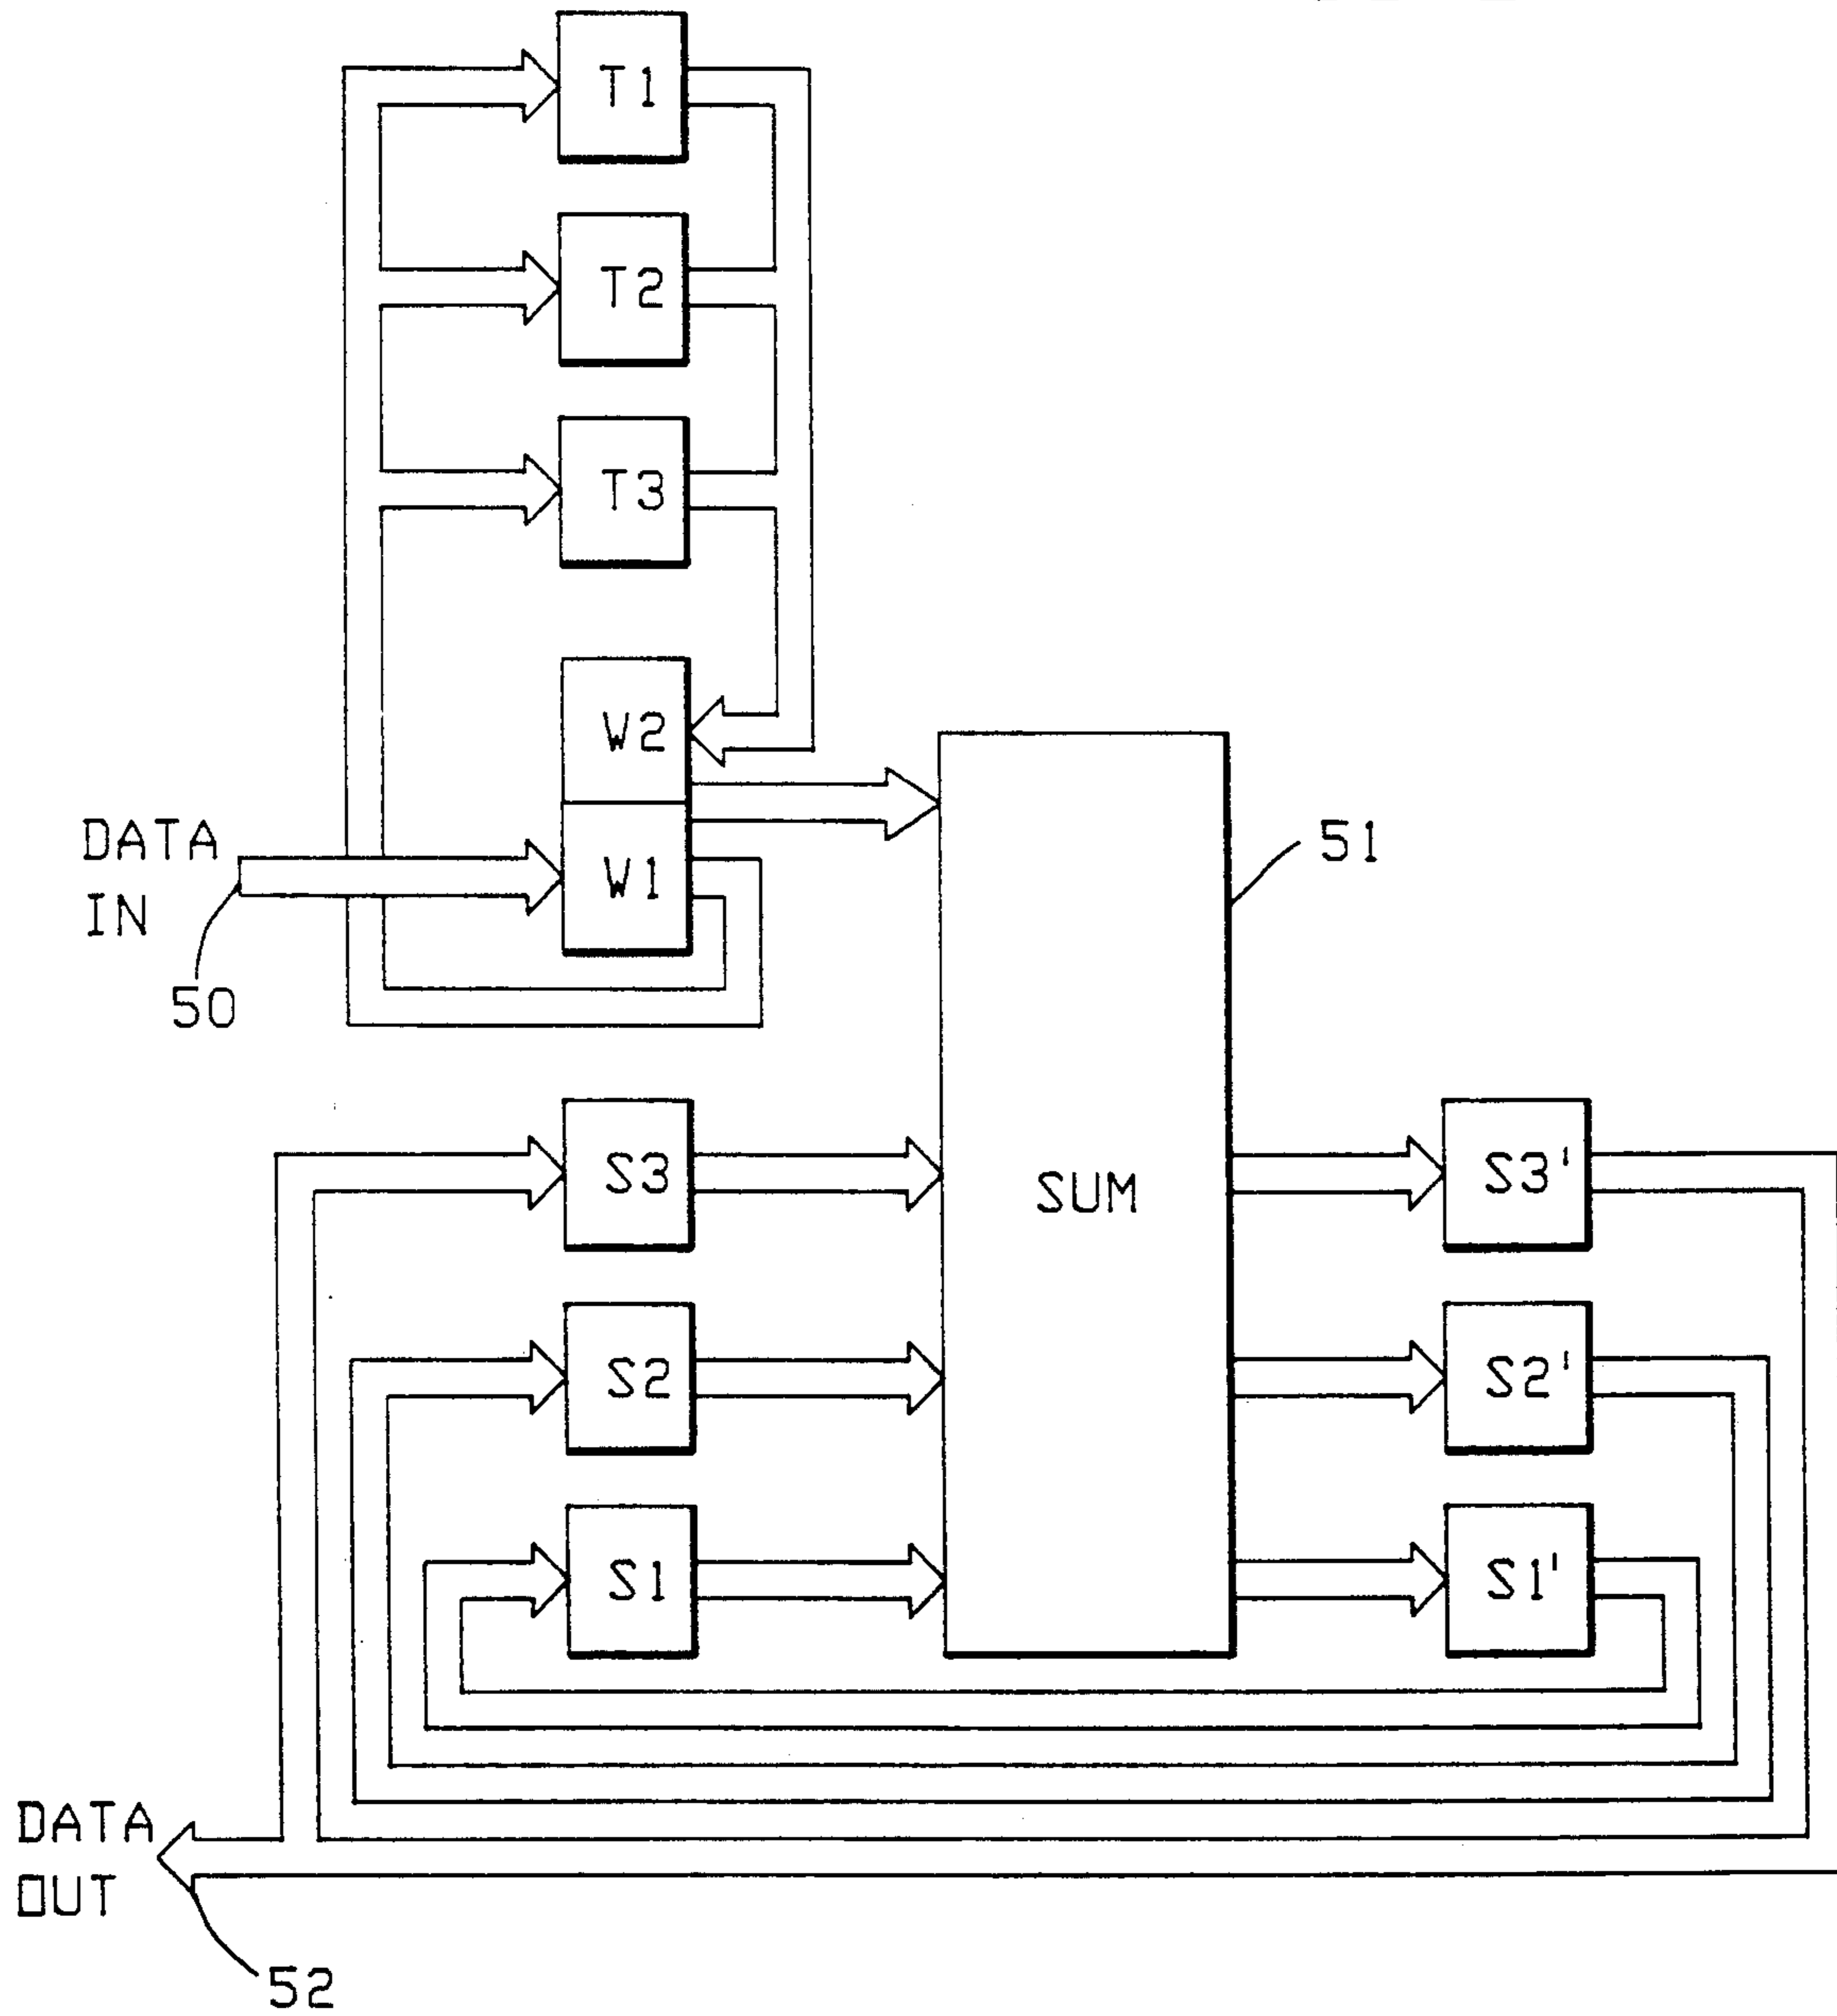 T1
T2
T3
W2
DATA
IN
W1
50
51
S3
SUM
S3'
S2
S2'
S1
S1'
DATA
OUT
52